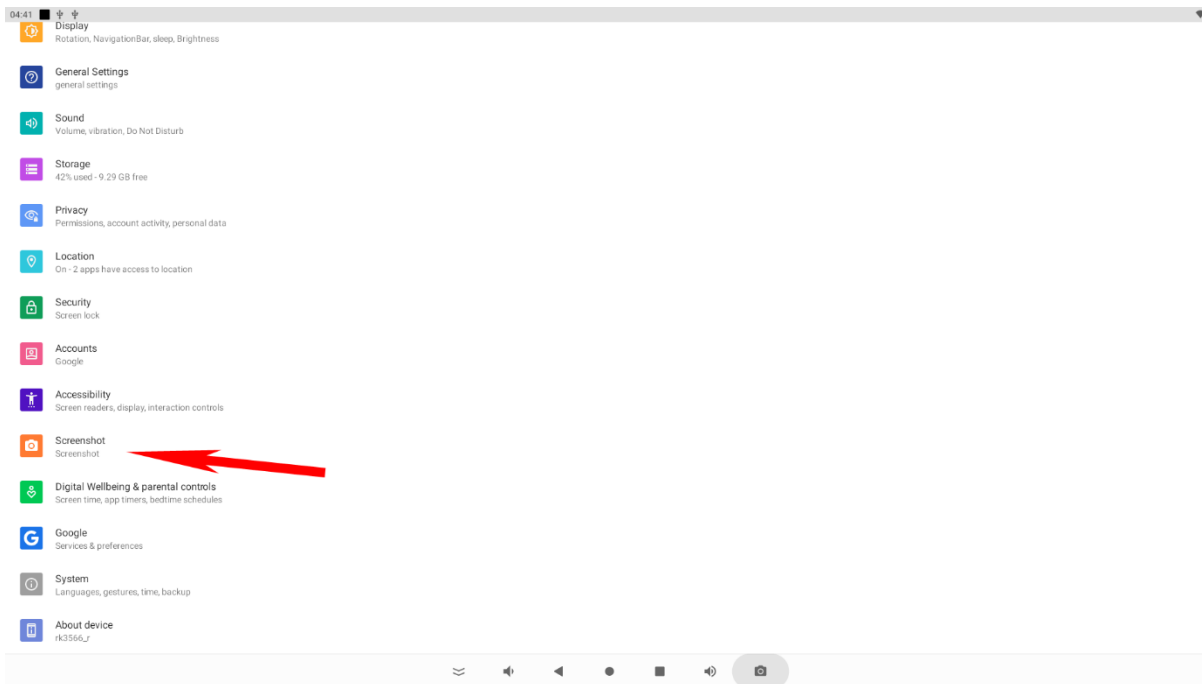 04:41
Display
Rotation, NavigationBar, sleep, Brightness
General Settings
general settings
Sound
Volume, vibration, Do Not Disturb
Storage
42% used - 9.29 GB free
Privacy
Permissions, account activity, personal data
Location
On - 2 apps have access to location
Security
Screen lock
Accounts
Google
Accessibility
Screen readers, display, interaction controls
Screenshot
Screenshot
Digital Wellbeing & parental controls
Screen time, app timers, bedtime schedules
Google
Services & preferences
System
Languages, gestures, time, backup
About device
rk3566_r